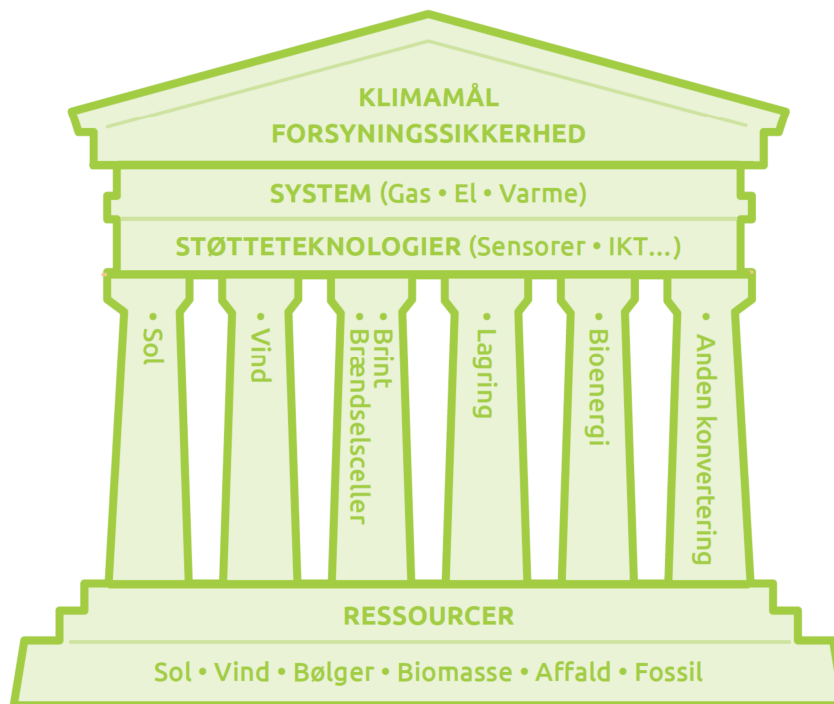 KLIMAMÅL
FORSYNINGSSIKKERHED
SYSTEM (Gas • El • Varme)
STØTTETEKNOLOGIER (Sensorer • IKT...)
• Sol
• Vind
• Brint
• Brændselsceller
• Lagring
• Bioenergi
• Anden konvertering
RESSOURCER
Sol • Vind • Bølger • Biomasse • Affald • Fossil